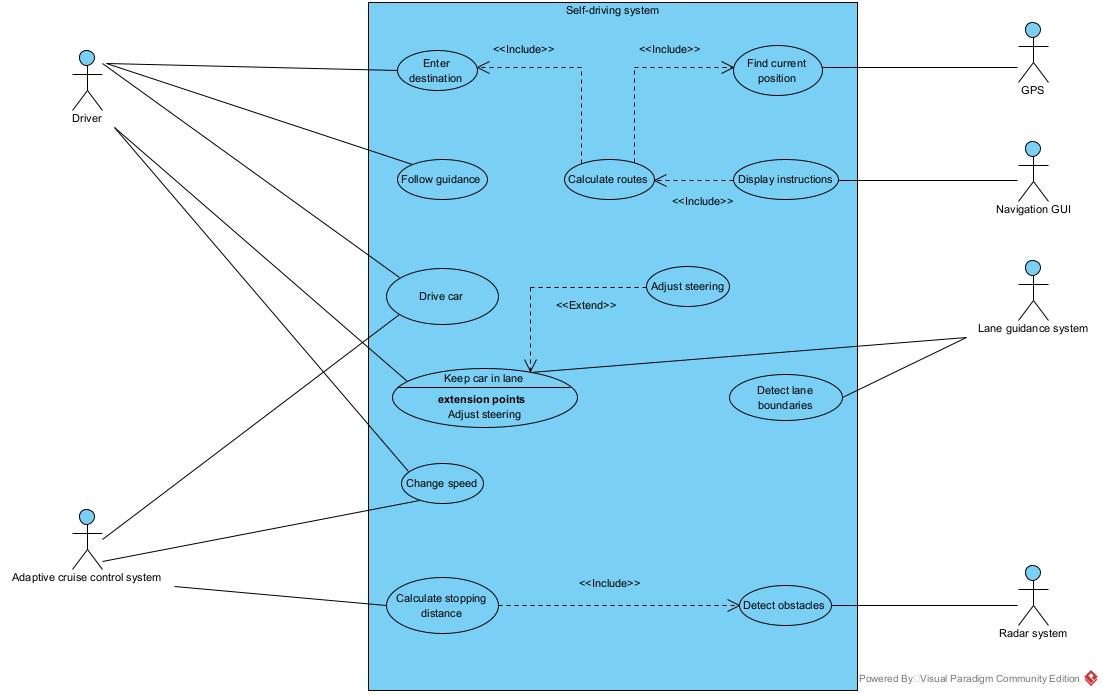 Self-driving system
<<Include>>
<<Include>>
Enter
destination
Find current
position
GPS
Driver
Follow guidance
Calculate routes
Display instructions
<<Include>>
Navigation GUI
Drive car
Adjust steering
<<Extend>>
Lane guidance system
Keep car in lane
extension points
Adjust steering
Detect lane
boundaries
Change speed
Adaptive cruise control system
<<Include>>
Calculate stopping
distance
Detect obstacles
Radar system
Powered By Visual Paradigm Community Edition